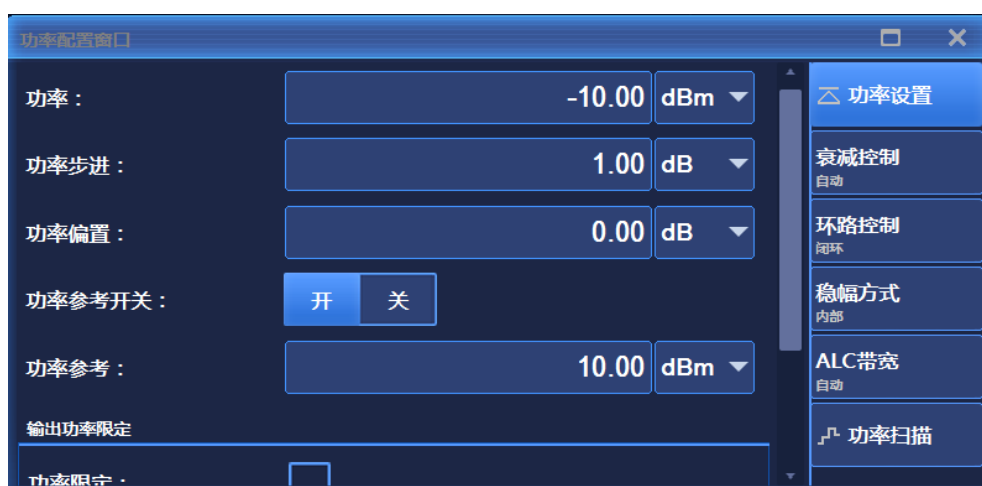 功率配置窗口
功率： -10.00 dBm
功率步进： 1.00 dB
功率偏置： 0.00 dB
功率参考开关： 开 关
功率参考： 10.00 dBm
输出功率限定
功率限定：
功率设置
衰减控制
自动
环路控制
闭环
稳幅方式
内部
ALC带宽
自动
功率扫描